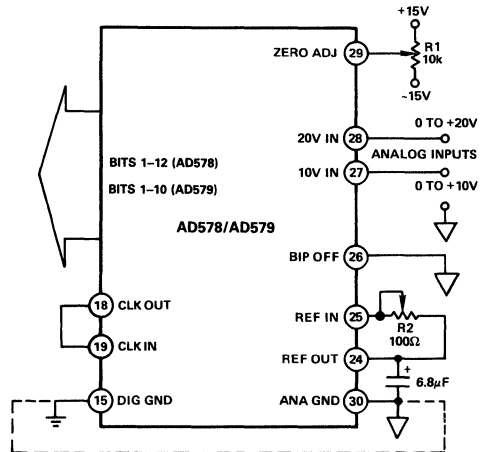 +15V
ZERO ADJ
29
R1
10k
~15V
0 TO +20V
20V IN
28
ANALOG INPUTS
BITS 1-12 (AD578)
10V IN
27
0 TO +10V
BITS 1-10 (AD579)
AD578/AD579
BIP OFF
26
18
CLK OUT
REF IN
25
R2
100Ω
19
CLK IN
REF OUT
24
+
6.8µF
15
DIG GND
ANA GND
30